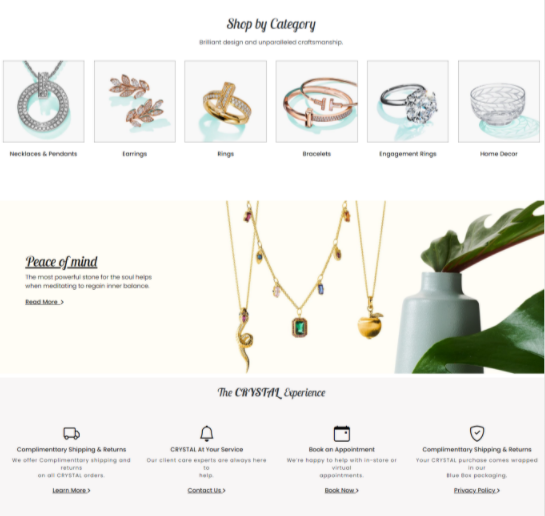 Shop by Category
Brilliant design and unparalleled craftsmanship.
Necklaces & Pendants
Earrings
Rings
Bracelets
Engagement Rings
Home Decor
Peace of mind
The most powerful stone for the soul helps
when meditating to regain inner balance.
Read More >
The CRYSTAL Experience
Complimenttary Shipping & Returns
We offer Complimenttary shipping and
returns
on all CRYSTAL orders.
Learn More >
CRYSTAL At Your Service
Our client care experts are always here
to
help.
Contact Us >
Book an Appointment
We're happy to help with in-store or
virtual
appointments.
Book Now >
Complimenttary Shipping & Returns
Your CRYSTAL purchase comes wrapped
in our
Blue Box packaging.
Privacy Policy >